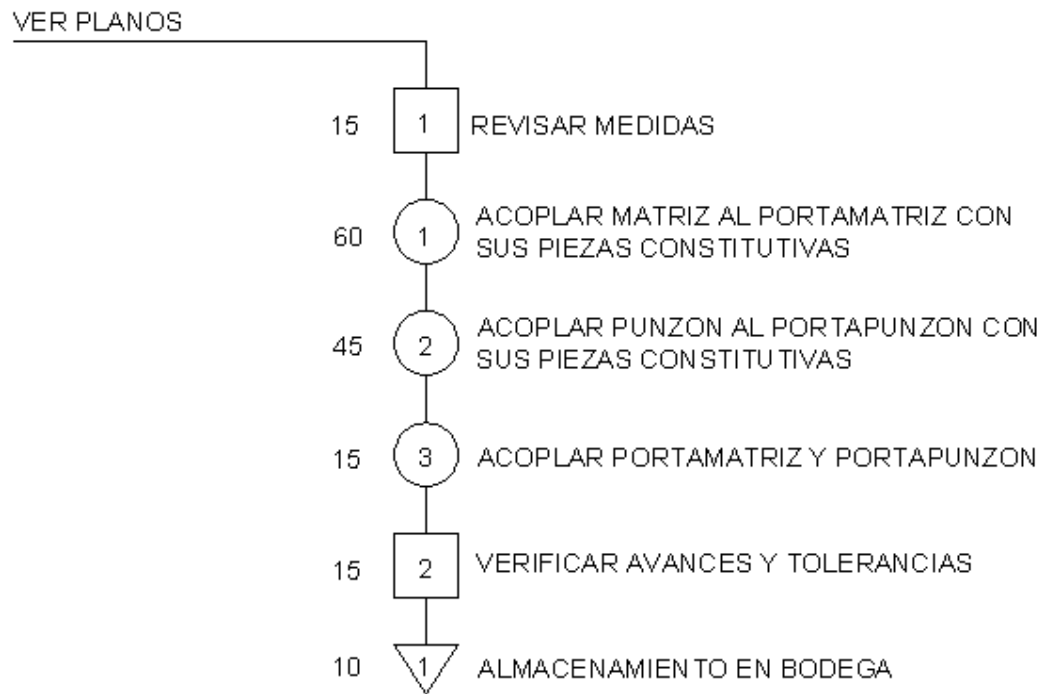 VER PLANOS
15 1 REVISAR MEDIDAS
60 1 ACOPLAR MATRIZ AL PORTAMATRIZ CON
SUS PIEZAS CONSTITUTIVAS
45 2 ACOPLAR PUNZON AL PORTAPUNZON CON
SUS PIEZAS CONSTITUTIVAS
15 3 ACOPLAR PORTAMATRIZ Y PORTAPUNZON
15 2 VERIFICAR AVANCES Y TOLERANCIAS
10 1 ALMACENAMIENTO EN BODEGA